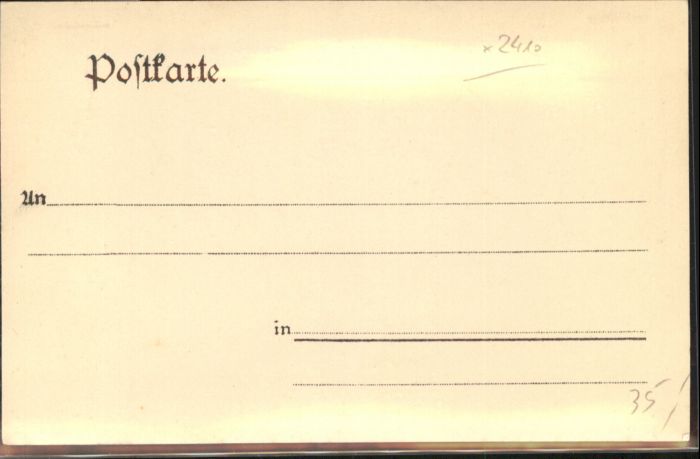 Postkarte.
x2410
An
in
35